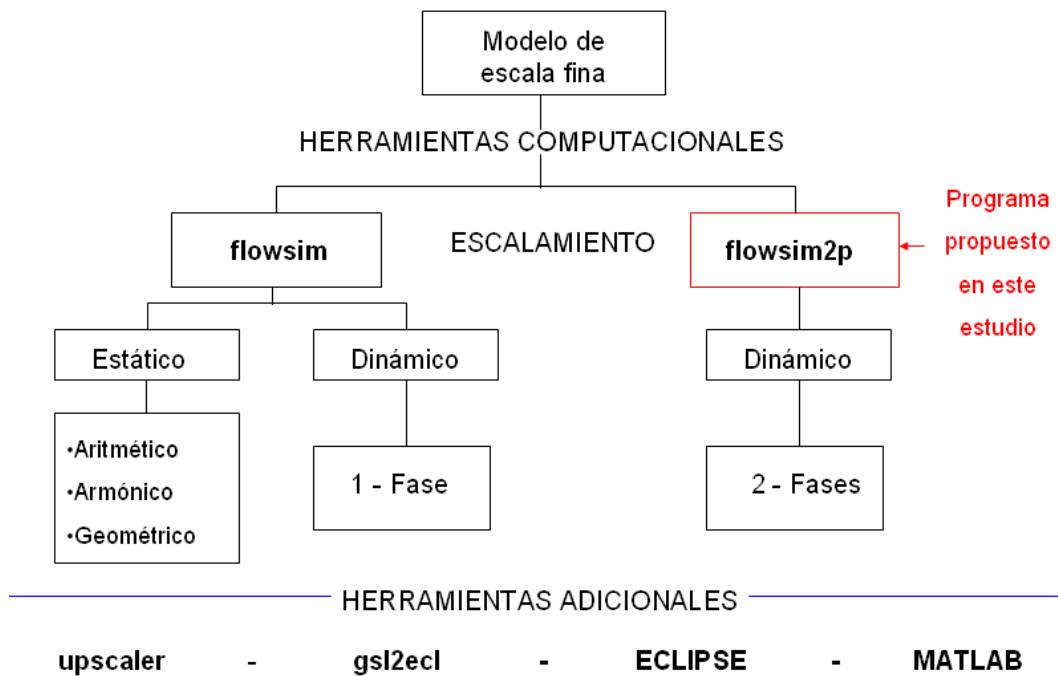 Modelo de
escala fina
HERRAMIENTAS COMPUTACIONALES
flowsim
ESCALAMIENTO
flowsim2p
Programa
propuesto
en este
estudio
Estático
Dinámico
Dinámico
•Aritmético
•Armónico
•Geométrico
1 - Fase
2 - Fases
HERRAMIENTAS ADICIONALES
upscaler - gsl2ecl - ECLIPSE - MATLAB